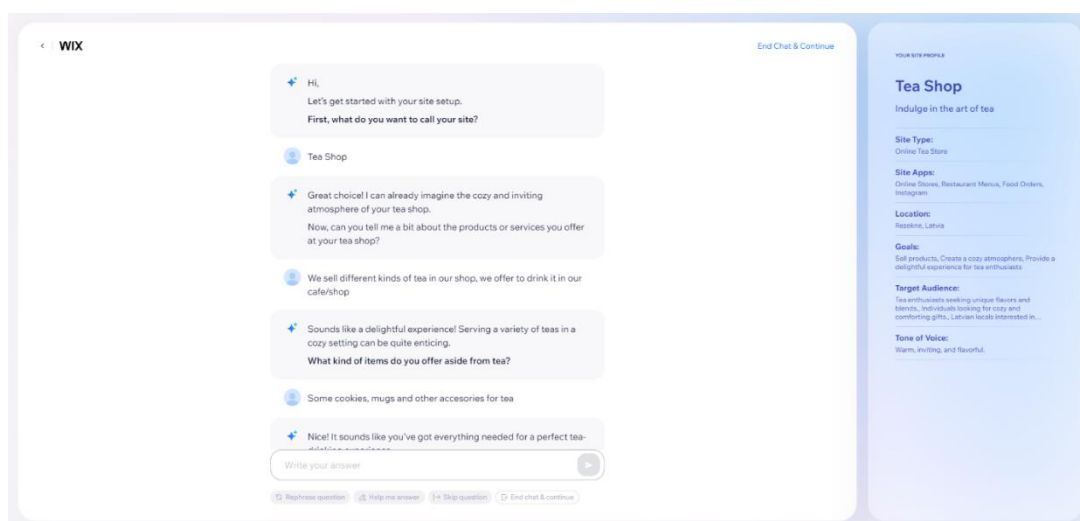 WIX
End Chat & Continue
Hi,
Let's get started with your site setup.
First, what do you want to call your site?
Tea Shop
Great choice! I can already imagine the cozy and inviting
atmosphere of your tea shop.
Now, can you tell me a bit about the products or services you offer
at your tea shop?
We sell different kinds of tea in our shop, we offer to drink it in our
cafe/shop
Sounds like a delightful experience! Serving a variety of teas in a
cozy setting can be quite enticing.
What kind of items do you offer aside from tea?
Some cookies, mugs and other accesories for tea
Nice! It sounds like you've got everything needed for a perfect tea-
drinking experience
Write your answer
Rephrase question
Help me answer
Skip question
End chat & continue
YOUR SITE PROFILE
Tea Shop
Indulge in the art of tea
Site Type:
Online Tea Store
Site Apps:
Online Stores, Restaurant Menus, Food Orders,
Instagram
Location:
Rezekne, Latvia
Goals:
Sell products, Create a cozy atmosphere, Provide a
delightful experience for tea enthusiasts
Target Audience:
Tea enthusiasts seeking unique flavors and
blends., Individuals looking for cozy and
comforting gifts., Latvian locals interested in...
Tone of Voice:
Warm, inviting, and flavorful.